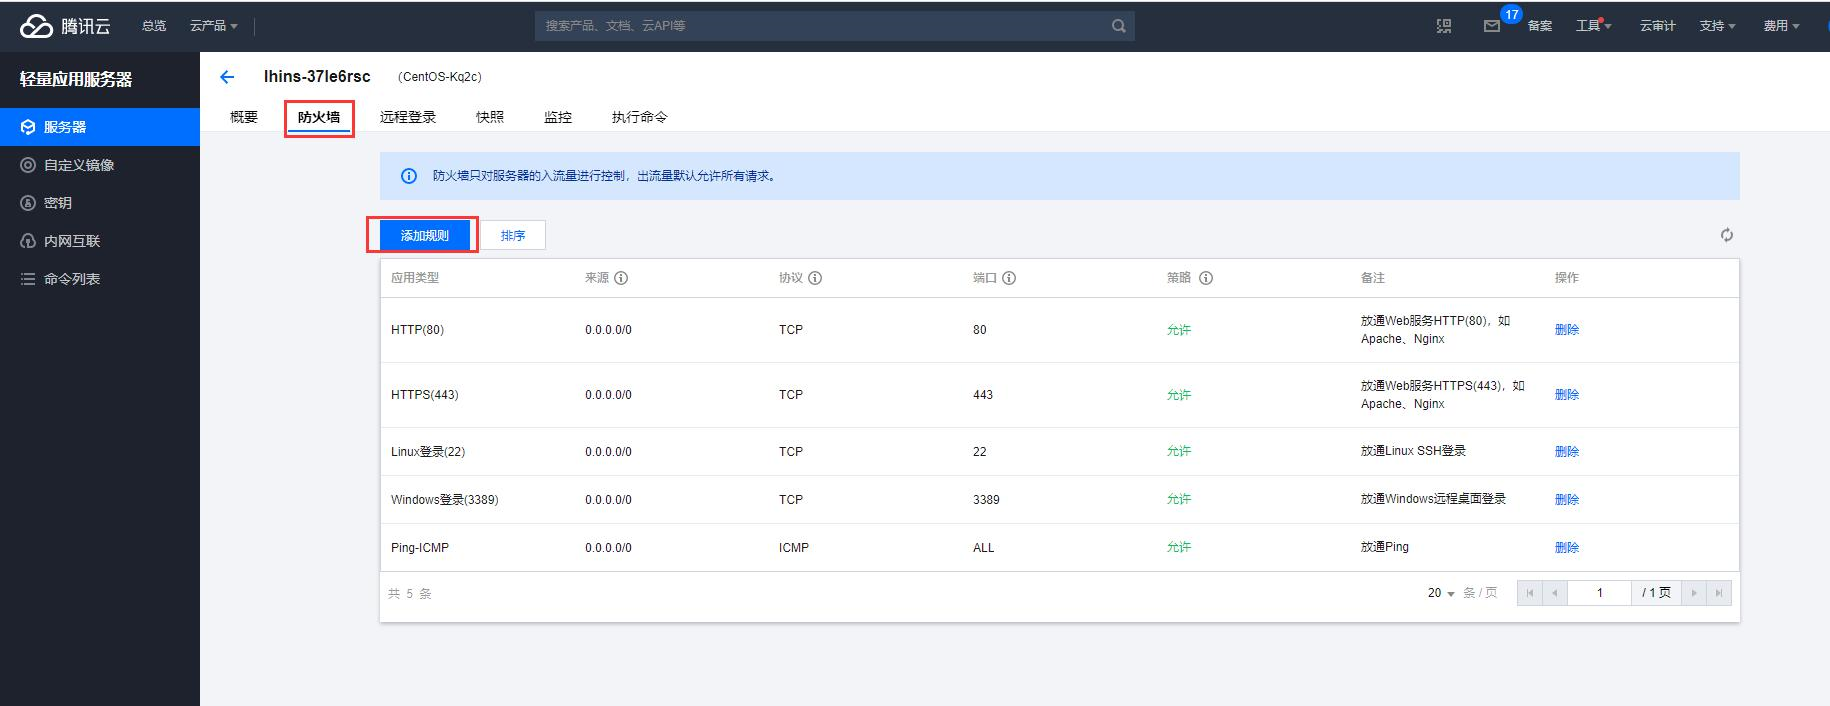 腾讯云 总览 云产品 搜索产品、文档、云API等 17 备案 工具 云审计 支持 费用
轻量应用服务器
服务器
自定义镜像
密钥
内网互联
命令列表
lhins-37le6rsc (CentOS-Kq2c)
概要 防火墙 远程登录 快照 监控 执行命令
防火墙只对服务器的入流量进行控制，出流量默认允许所有请求。
添加规则 排序
应用类型 来源 协议 端口 策略 备注 操作
HTTP(80) 0.0.0.0/0 TCP 80 允许 放通Web服务HTTP(80)，如
Apache、Nginx 删除
HTTPS(443) 0.0.0.0/0 TCP 443 允许 放通Web服务HTTPS(443)，如
Apache、Nginx 删除
Linux登录(22) 0.0.0.0/0 TCP 22 允许 放通Linux SSH登录 删除
Windows登录(3389) 0.0.0.0/0 TCP 3389 允许 放通Windows远程桌面登录 删除
Ping-ICMP 0.0.0.0/0 ICMP ALL 允许 放通Ping 删除
共 5 条 20 条 / 页 1 / 1 页